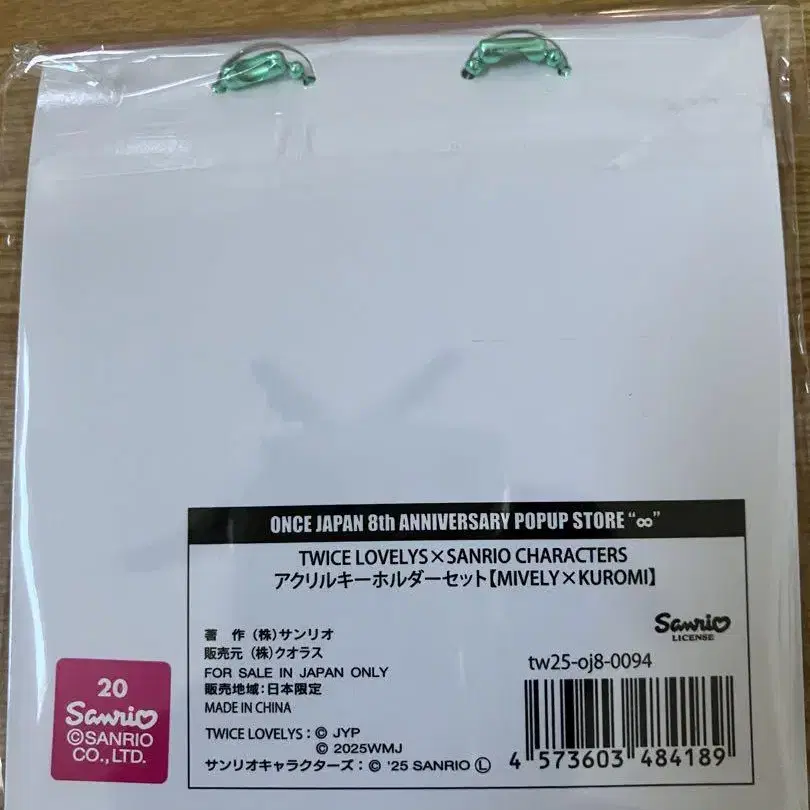 ONCE JAPAN 8th ANNIVERSARY POPUP STORE “∞”
TWICE LOVELYS×SANRIO CHARACTERS
アクリルキーホルダーセット【MIVELY×KUROMI】
Sanrio
LICENSE
著　作（株）サンリオ
販売元（株）クオラス
FOR SALE IN JAPAN ONLY
販売地域：日本限定
MADE IN CHINA
TWICE LOVELYS：© JYP
© 2025WMJ
サンリオキャラクターズ：© '25 SANRIO Ⓛ
tw25-oj8-0094
4 573603 484189
20
Sanrio
©SANRIO
CO., LTD.